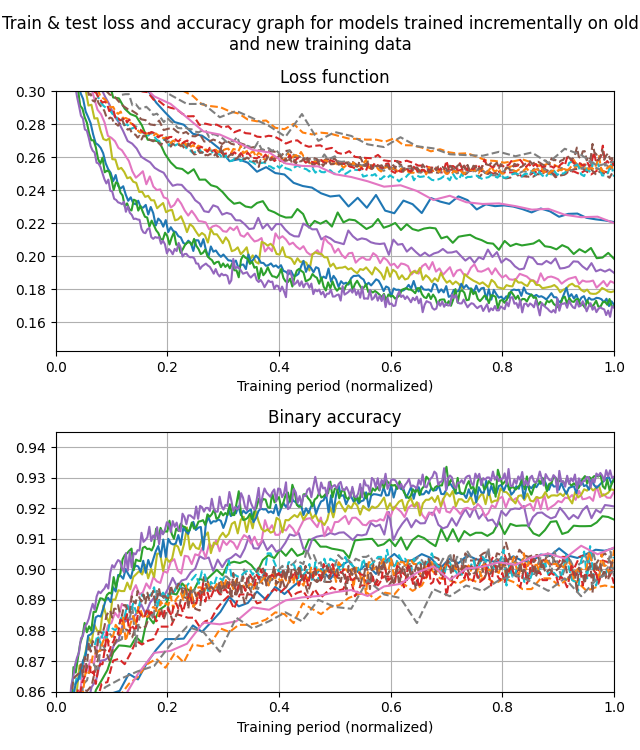 Train & test loss and accuracy graph for models trained incrementally on old
and new training data
Loss function
0.30
0.28
0.26
0.24
0.22
0.20
0.18
0.16
0.0 0.2 0.4 0.6 0.8 1.0
Training period (normalized)
Binary accuracy
0.94
0.93
0.92
0.91
0.90
0.89
0.88
0.87
0.86
0.0 0.2 0.4 0.6 0.8 1.0
Training period (normalized)